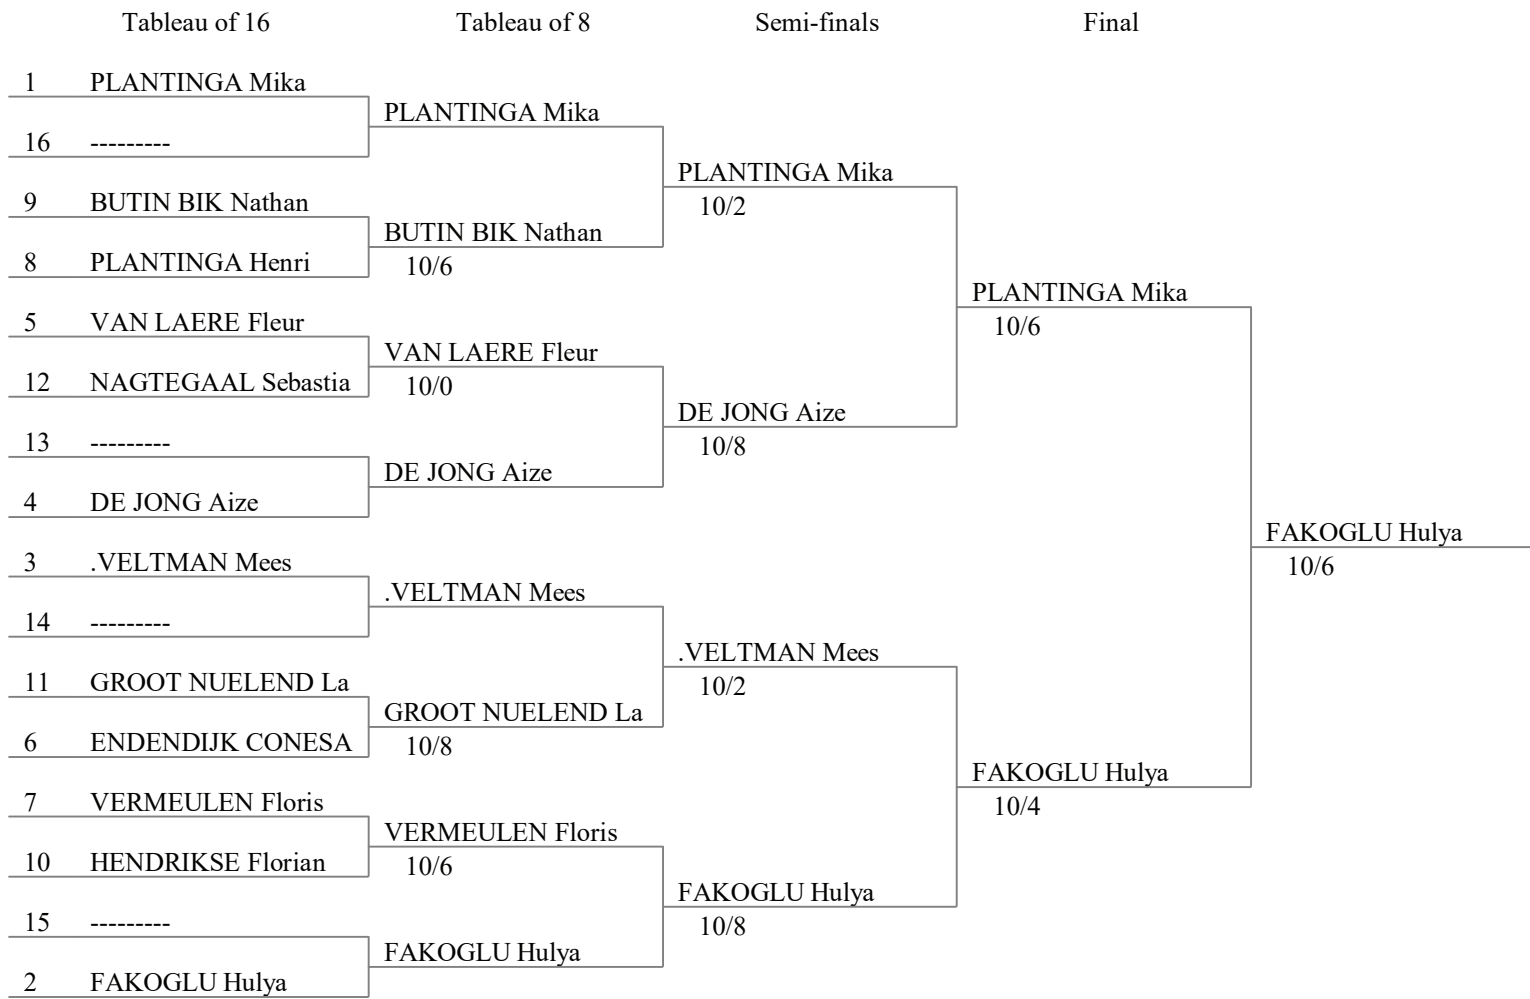 Tableau of 16 Tableau of 8 Semi-finals Final
1 PLANTINGA Mika
PLANTINGA Mika
16 ---------
PLANTINGA Mika
9 BUTIN BIK Nathan
10/2
BUTIN BIK Nathan
8 PLANTINGA Henri
10/6
PLANTINGA Mika
5 VAN LAERE Fleur
10/6
VAN LAERE Fleur
12 NAGTEGAAL Sebastia
10/0
DE JONG Aize
13 ---------
10/8
DE JONG Aize
4 DE JONG Aize
FAKOGLU Hulya
3 .VELTMAN Mees
10/6
.VELTMAN Mees
14 ---------
.VELTMAN Mees
11 GROOT NUELEND La
10/2
GROOT NUELEND La
6 ENDENDIJK CONESA
10/8
FAKOGLU Hulya
7 VERMEULEN Floris
10/4
VERMEULEN Floris
10 HENDRIKSE Florian
10/6
FAKOGLU Hulya
15 ---------
10/8
FAKOGLU Hulya
2 FAKOGLU Hulya